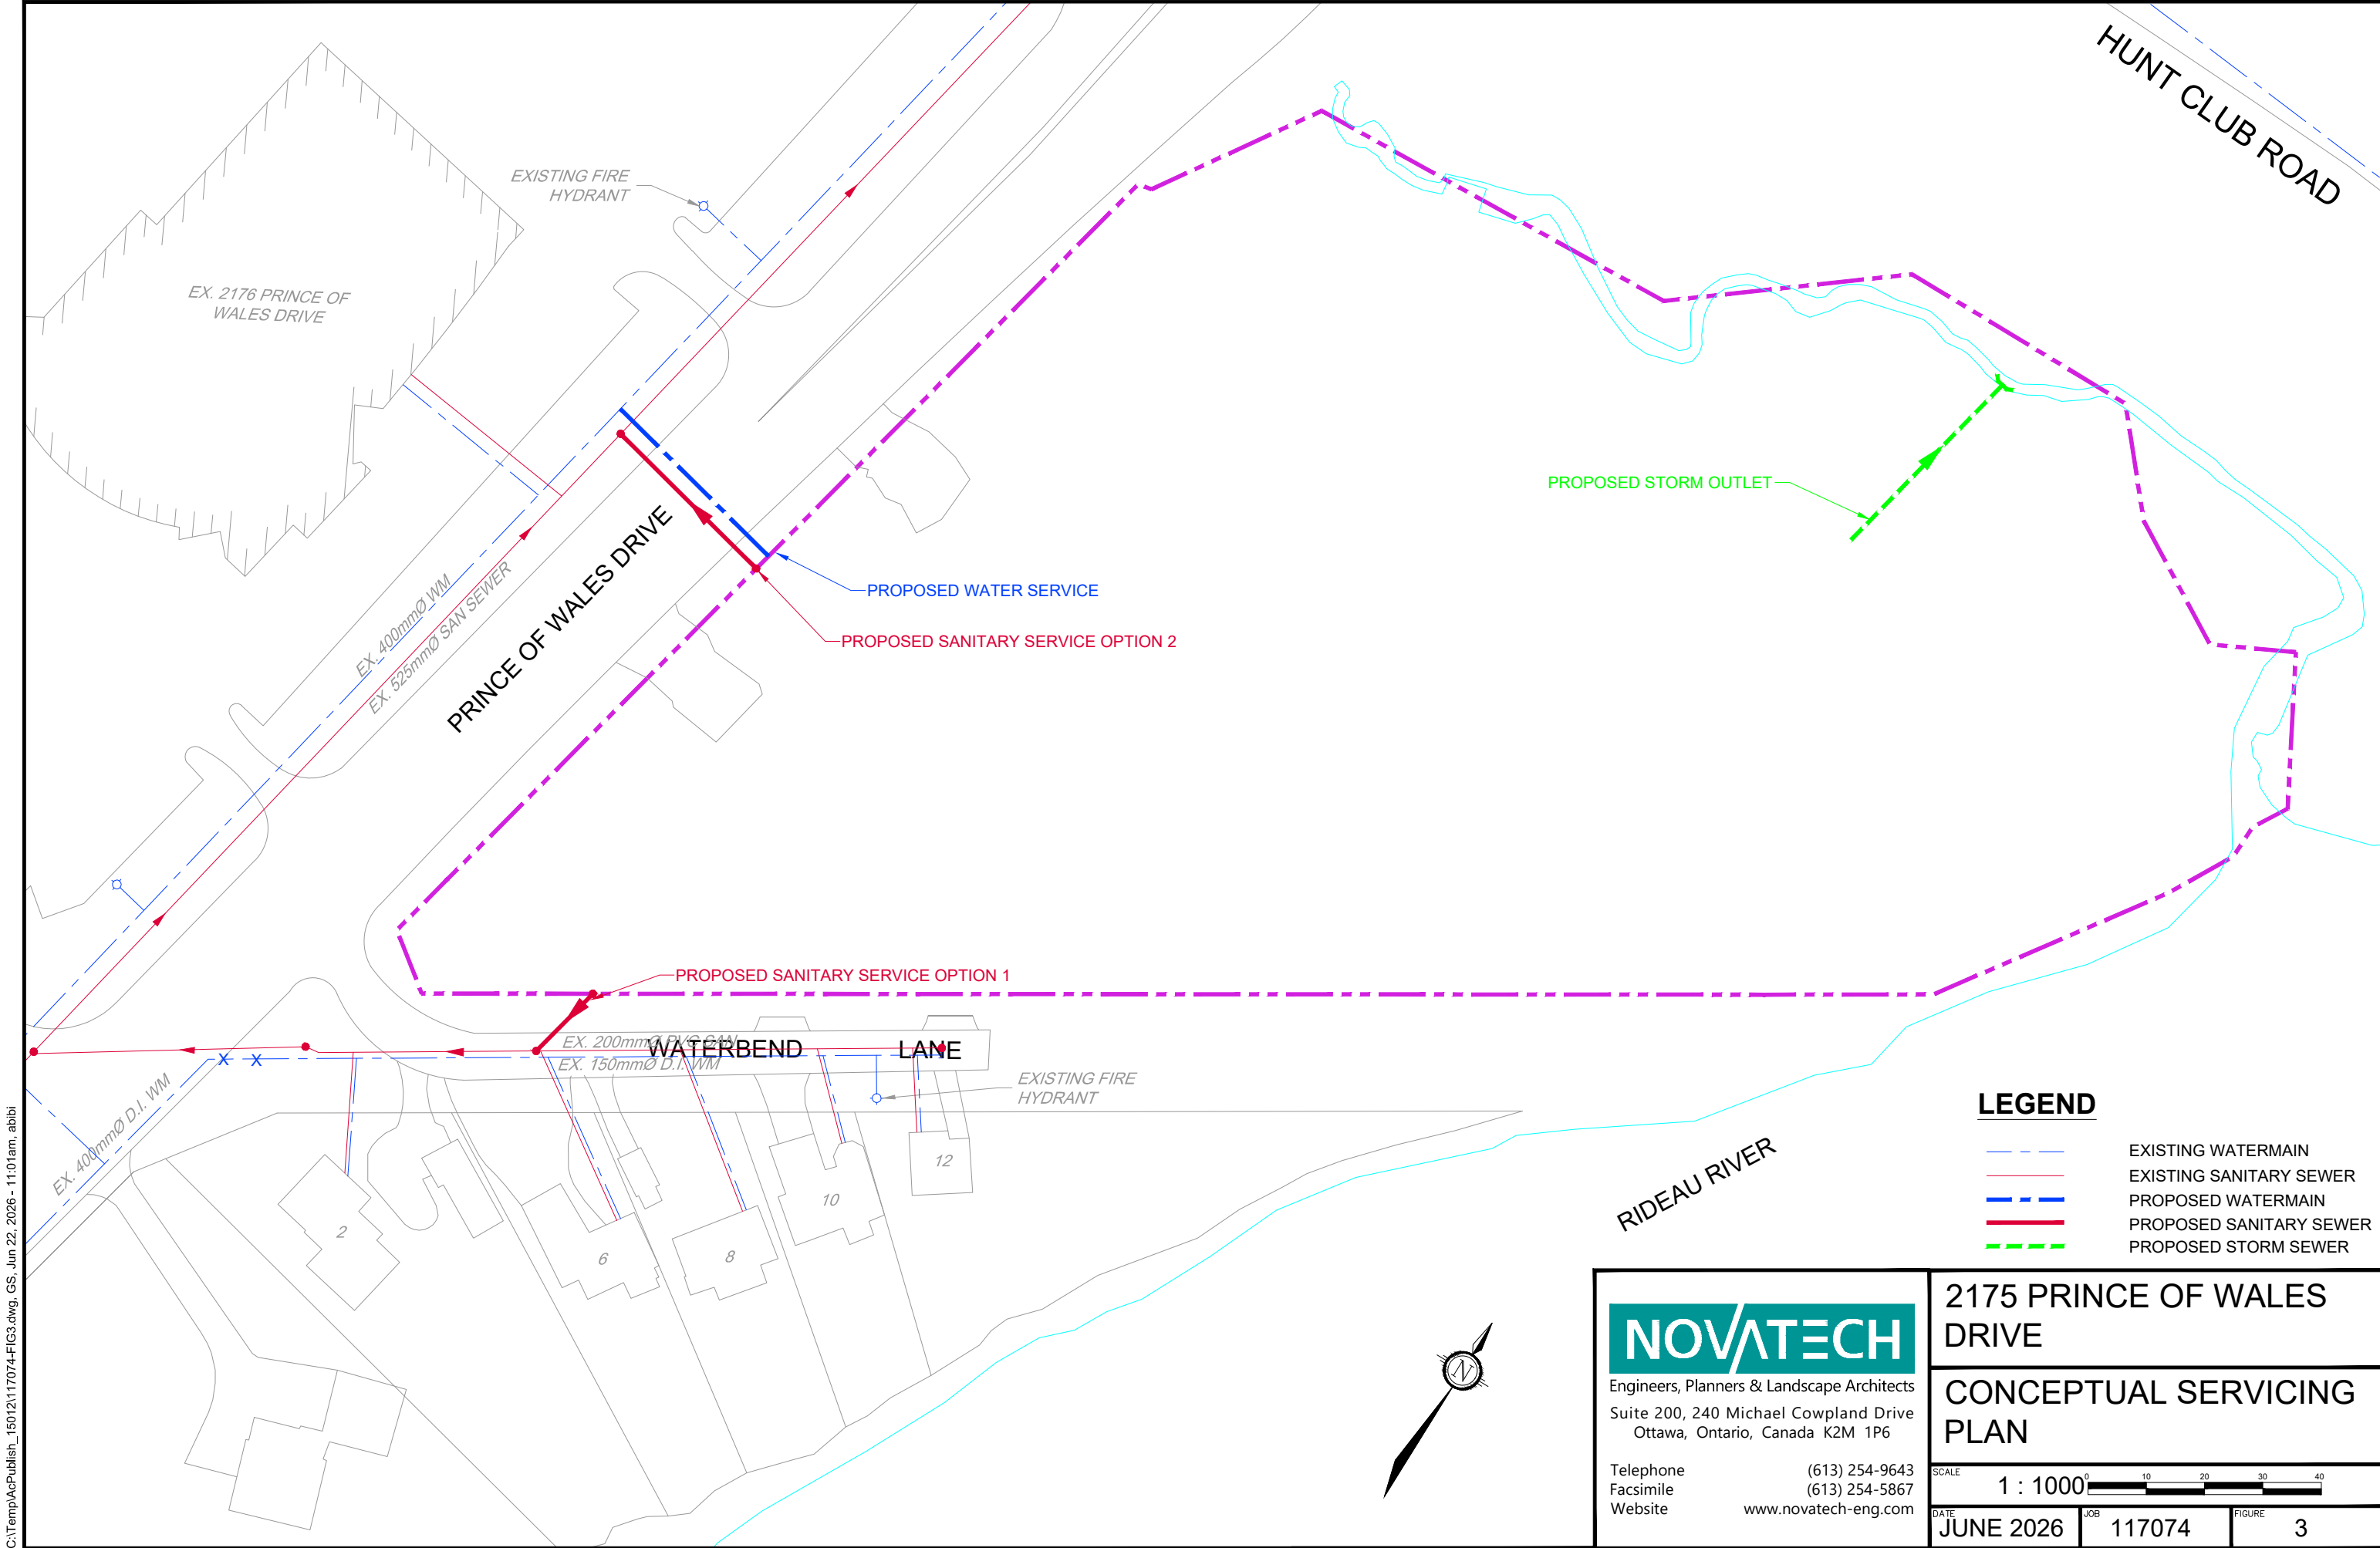 HUNT CLUB ROAD
EXISTING FIRE
HYDRANT
EX. 2176 PRINCE OF
WALES DRIVE
PROPOSED STORM OUTLET
EX. 400mmØ WM
EX. 525mmØ SAN SEWER
PRINCE OF WALES DRIVE
PROPOSED WATER SERVICE
PROPOSED SANITARY SERVICE OPTION 2
PROPOSED SANITARY SERVICE OPTION 1
EX. 200mmØ PVC SAN
WATERBEND LANE
EX. 150mmØ D.I. WM
X X
EXISTING FIRE
HYDRANT
EX. 400mmØ D.I. WM
2
6
8
10
12
RIDEAU RIVER
LEGEND
EXISTING WATERMAIN
EXISTING SANITARY SEWER
PROPOSED WATERMAIN
PROPOSED SANITARY SEWER
PROPOSED STORM SEWER
N
NOVATECH
Engineers, Planners & Landscape Architects
Suite 200, 240 Michael Cowpland Drive
Ottawa, Ontario, Canada K2M 1P6
Telephone (613) 254-9643
Facsimile (613) 254-5867
Website www.novatech-eng.com
2175 PRINCE OF WALES
DRIVE
CONCEPTUAL SERVICING
PLAN
SCALE
1 : 1000
0 10 20 30 40
DATE
JUNE 2026
JOB
117074
FIGURE
3
C:\Temp\AcPublish_15012\117074-FIG3.dwg, GS, Jun 22, 2026 - 11:01am, abibi